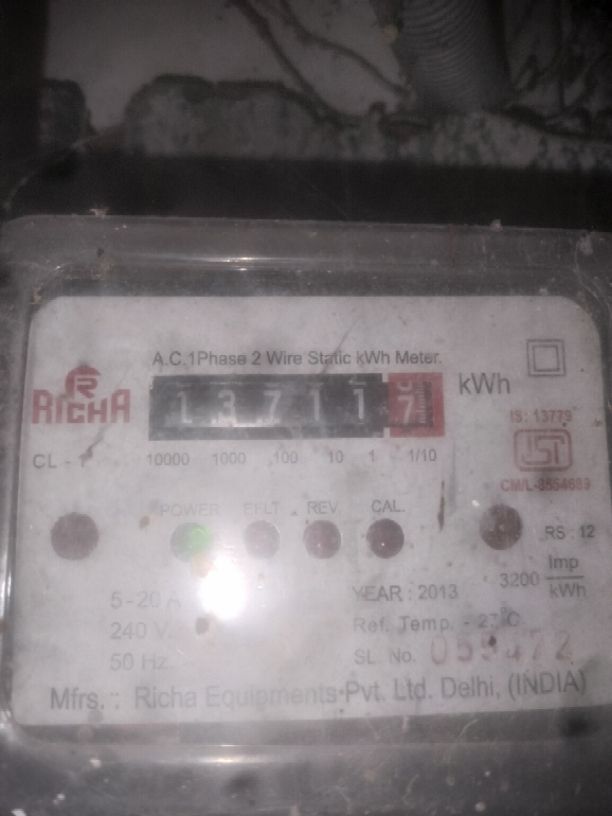 A.C.1Phase 2 Wire Static kWh Meter.
RICHA
1 3 7 1 1 7 kWh
10000 1000 100 10 1 1/10
IS: 13779
ISI
CL - 1
POWER E/LT REV. CAL.
RS : 12
3200 Imp/kWh
5-20 A
240 V.
50 Hz.
YEAR : 2013
Ref. Temp. - 27°C
SL. No.
Mfrs. : Richa Equipments Pvt. Ltd. Delhi, (INDIA)